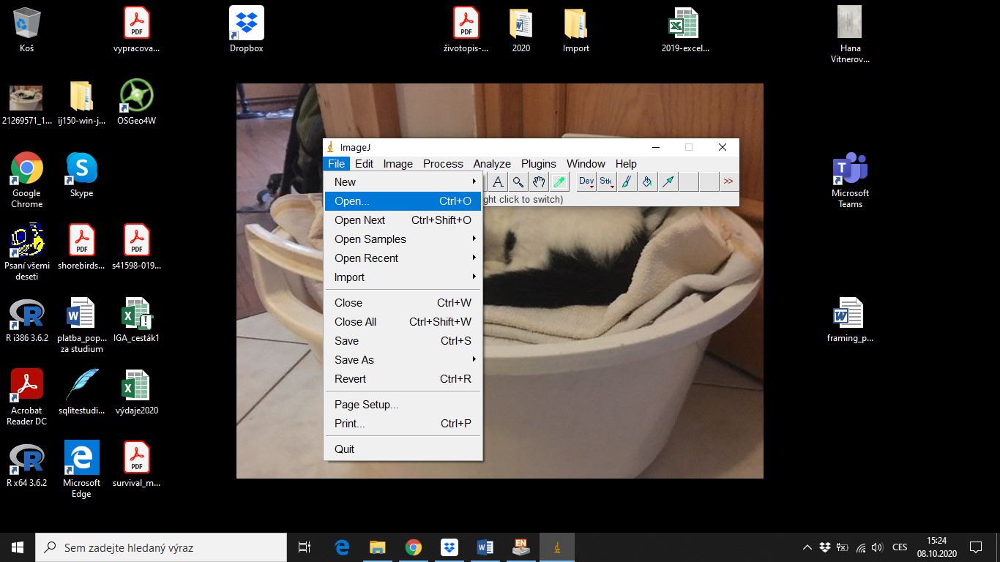 Koš
vypracova...
Dropbox
životopis-...
2020
Import
2019-excel...
Hana
Vitnerov...
21269571_1...
ij150-win-j...
OSGeo4W
Google
Chrome
Skype
Microsoft
Teams
Psaní všemi
deseti
shorebirds...
s41598-019...
R i386 3.6.2
platba_pop...
za studium
IGA_cesták1
framing_p...
Acrobat
Reader DC
sqlitestudi...
výdaje2020
R x64 3.6.2
Microsoft
Edge
survival_m...
PDF
PDF
PDF
PDF
PDF
ImageJ
File Edit Image Process Analyze Plugins Window Help
A Dev Stk >>
ght click to switch)
New
Open... Ctrl+O
Open Next Ctrl+Shift+O
Open Samples
Open Recent
Import
Close Ctrl+W
Close All Ctrl+Shift+W
Save Ctrl+S
Save As
Revert Ctrl+R
Page Setup...
Print... Ctrl+P
Quit
Sem zadejte hledaný výraz
EN
CES
15:24
08.10.2020